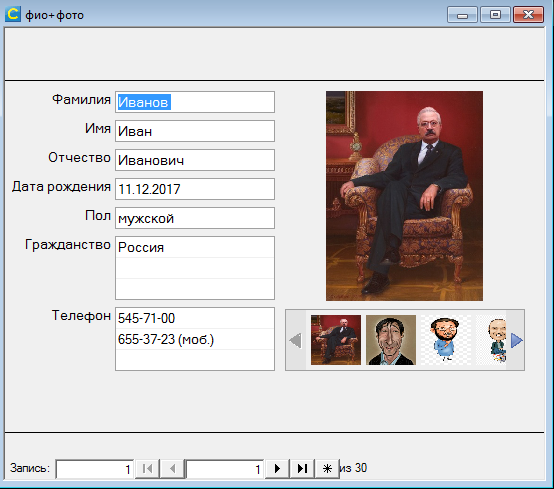 фио+фото
Фамилия Иванов
Имя Иван
Отчество Иванович
Дата рождения 11.12.2017
Пол мужской
Гражданство Россия
Телефон 545-71-00
655-37-23 (моб.)
Запись: 1 1 из 30